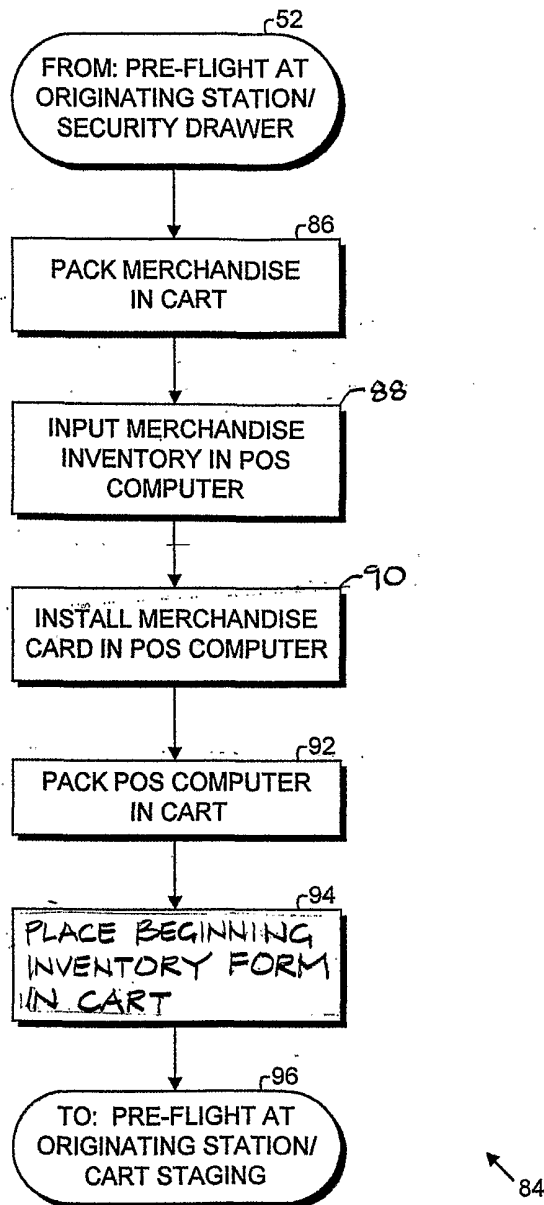 52
FROM: PRE-FLIGHT AT
ORIGINATING STATION/
SECURITY DRAWER
86
PACK MERCHANDISE
IN CART
88
INPUT MERCHANDISE
INVENTORY IN POS
COMPUTER
90
INSTALL MERCHANDISE
CARD IN POS COMPUTER
92
PACK POS COMPUTER
IN CART
94
PLACE BEGINNING
INVENTORY FORM
IN CART
96
TO: PRE-FLIGHT AT
ORIGINATING STATION/
CART STAGING
84